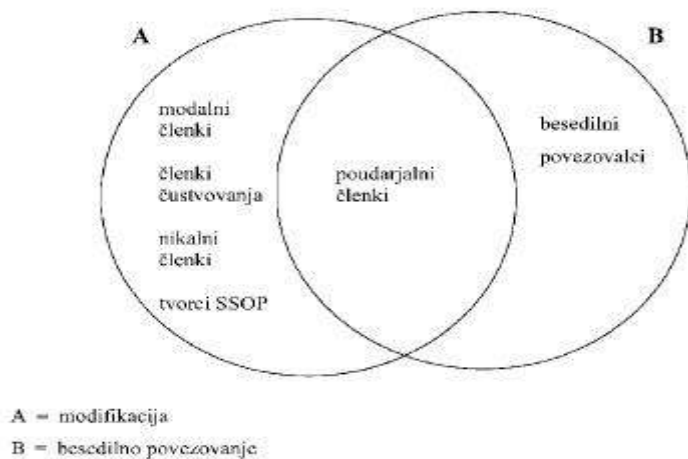 A
B
modalni
členki
členki
čustvovanja
nikalni
členki
tvorci SSOP
poudarjalni
členki
besedilni
povezovalci
A = modifikacija
B = besedilno povezovanje